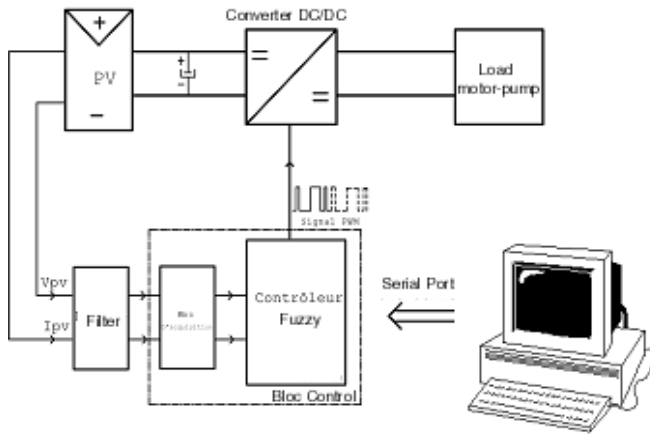 Converter DC/DC
+
PV
-
+
-
Load
motor-pump
Signal PWM
Vpv
Ipv
Filter
Contrôleur
Fuzzy
Bloc Control
Serial Port